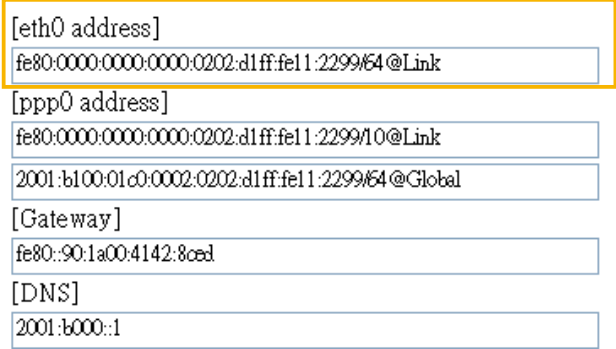 [eth0 address]
fe80:0000:0000:0000:0202:d1ff:fe11:2299/64@Link
[ppp0 address]
fe80:0000:0000:0000:0202:d1ff:fe11:2299/10@Link
2001:b100:01c0:0002:0202:d1ff:fe11:2299/64@Global
[Gateway]
fe80::90:1a00:4142:8ced
[DNS]
2001:b000::1